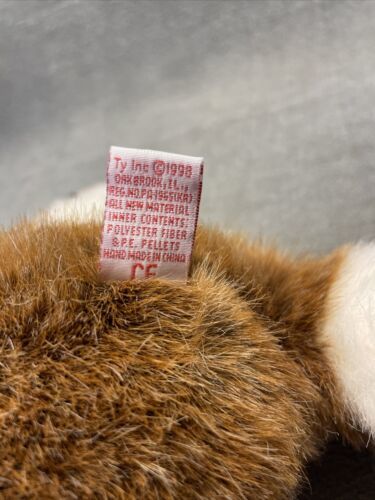 Ty Inc ©1998
OAKBROOK, IL.,
REG.NO.PA-1965(KR)
ALL NEW MATERIAL
INNER CONTENTS:
POLYESTER FIBER
& P.E. PELLETS
HAND MADE IN CHINA
CE